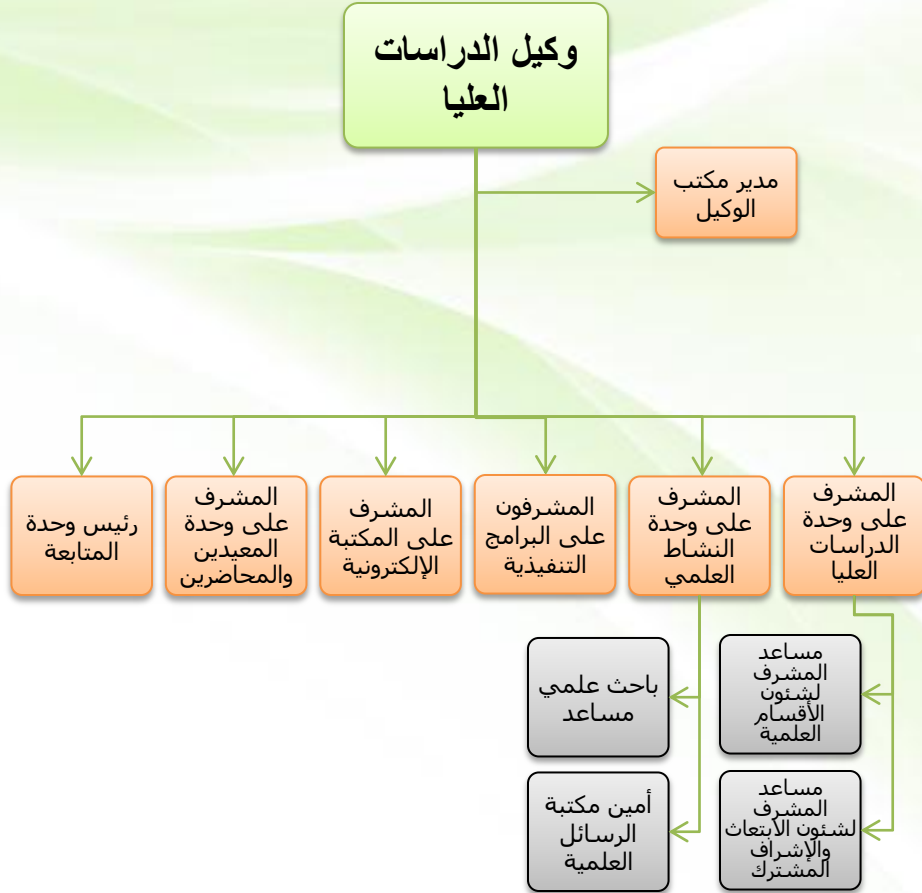 وكيل الدراسات
العليا
مدير مكتب
الوكيل
المشرف
على وحدة
الدراسات
العليا
المشرف
على وحدة
النشاط
العلمي
المشرفون
على البرامج
التنفيذية
المشرف
على المكتبة
الإلكترونية
المشرف
على وحدة
المعيدين
والمحاضرين
رئيس وحدة
المتابعة
مساعد
المشرف
لشئون
الأقسام
العلمية
مساعد
المشرف
لشئون الابتعاث
والإشراف
المشترك
باحث علمي
مساعد
أمين مكتبة
الرسائل
العلمية